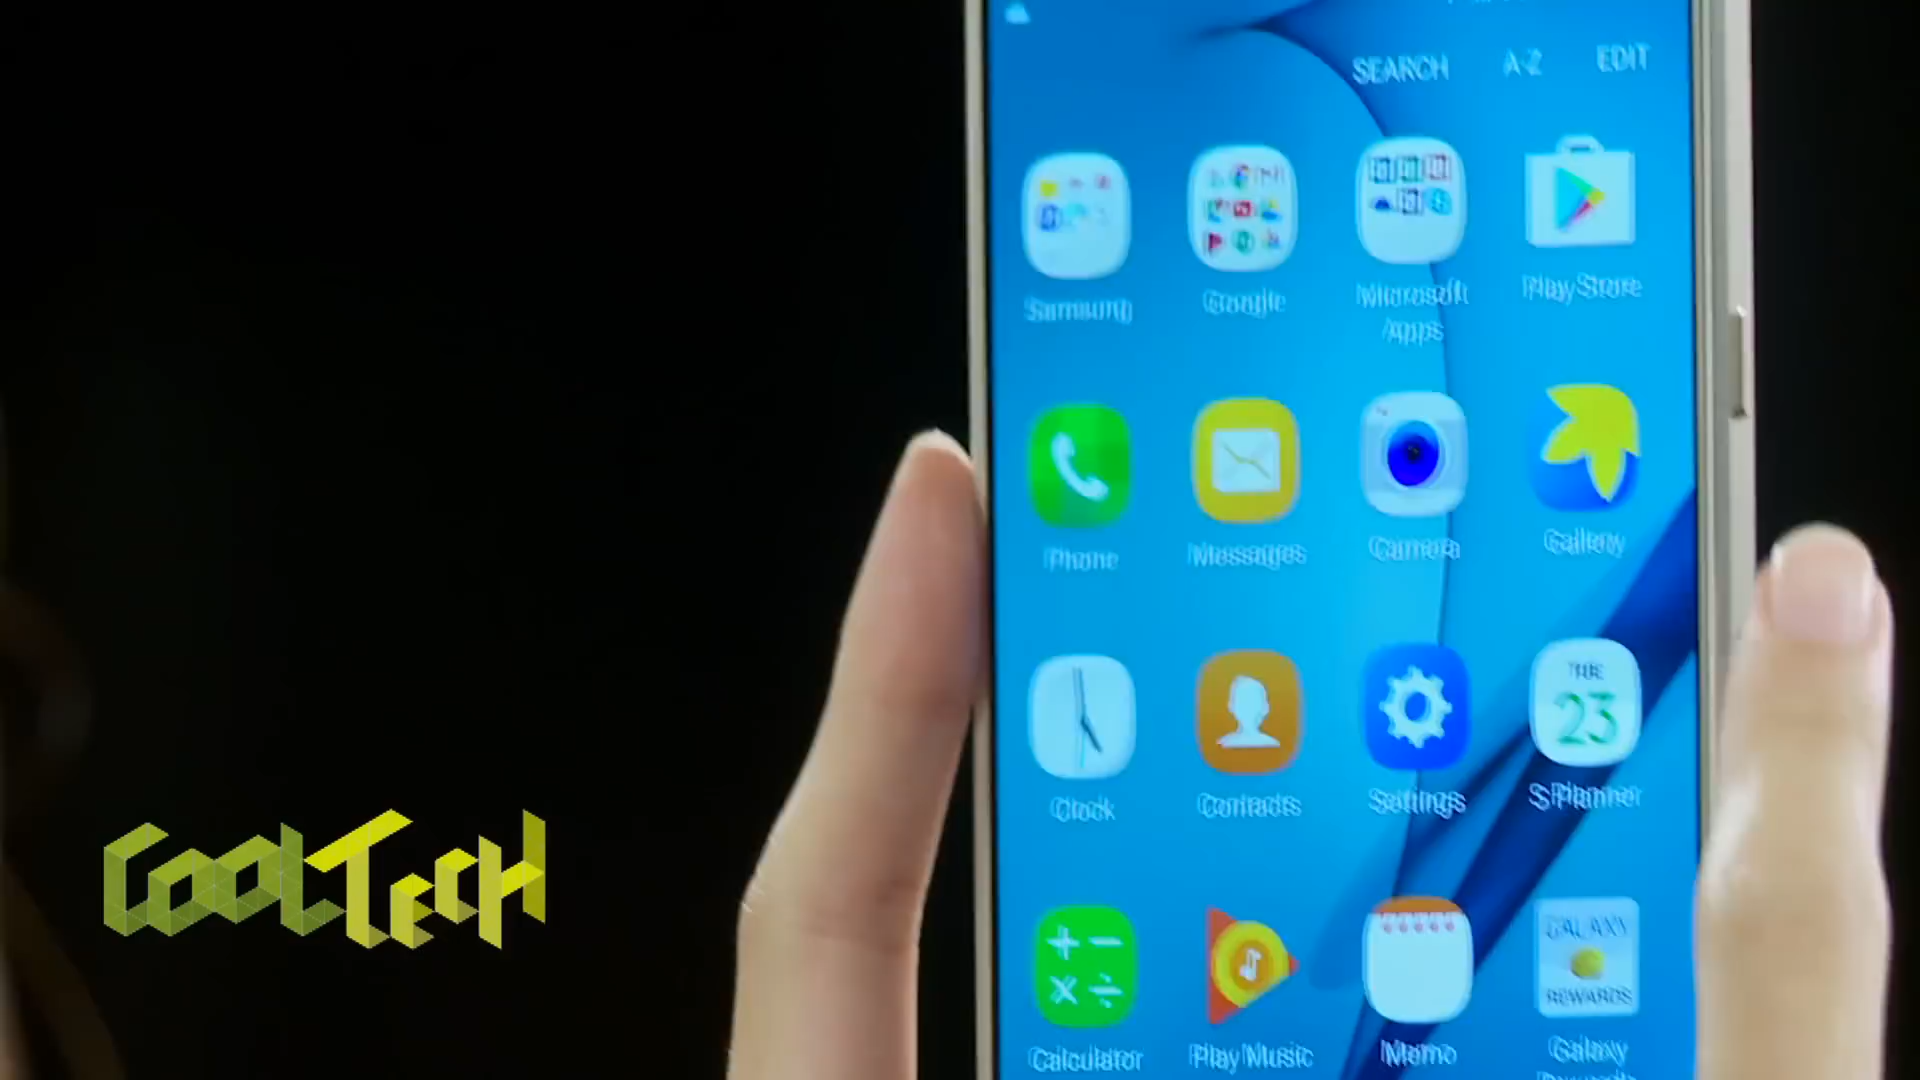 SEARCH A-Z EDIT
Samsung Google Microsoft Apps Play Store
Phone Messages Camera Gallery
TUE
23
Clock Contacts Settings S Planner
GALAXY
REWARDS
Calculator Play Music Memo Galaxy
COOLTECH